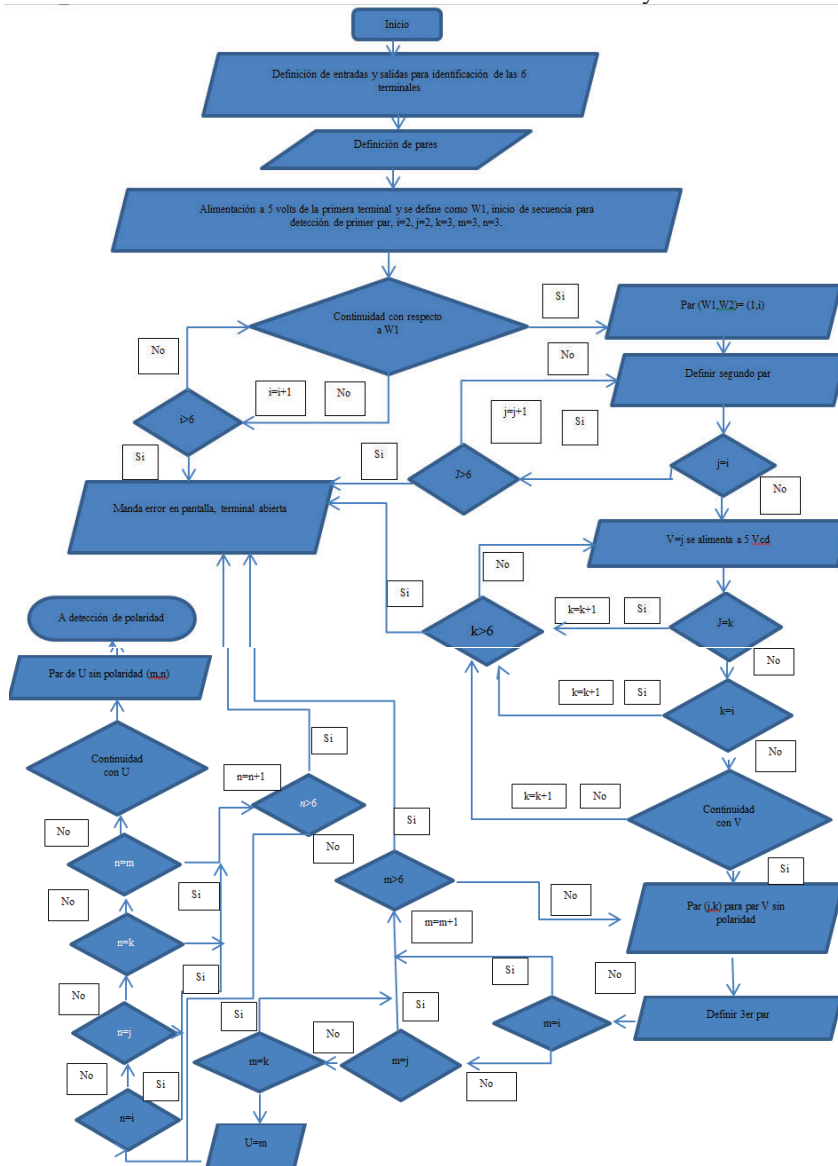 Inicio
Definición de entradas y salidas para identificación de las 6
terminales
Definición de pares
Alimentación a 5 volts de la primera terminal y se define como W1, inicio de secuencia para
detección de primer par, i=2, j=2, k=3, m=3, n=3.
Continuidad con respecto
a W1
Si
Par (W1,W2)= (1,i)
No
i=i+1
No
i>6
Si
No
Definir segundo par
j=j+1
Si
J>6
Si
j=i
No
Manda error en pantalla, terminal abierta
V=j se alimenta a 5 Vcd
No
Si
k>6
k=k+1
Si
J=k
No
k=k+1
Si
k=i
No
k=k+1
No
Continuidad
con V
Si
A detección de polaridad
Par de U sin polaridad (m,n)
Continuidad
con U
Si
n=n+1
n>6
No
No
n=m
Si
No
n=k
Si
No
n=j
No
Si
n=i
U=m
Si
m>6
No
m=m+1
Par (j,k) para par V sin
polaridad
Definir 3er par
No
m=i
Si
No
m=j
Si
No
m=k
Si